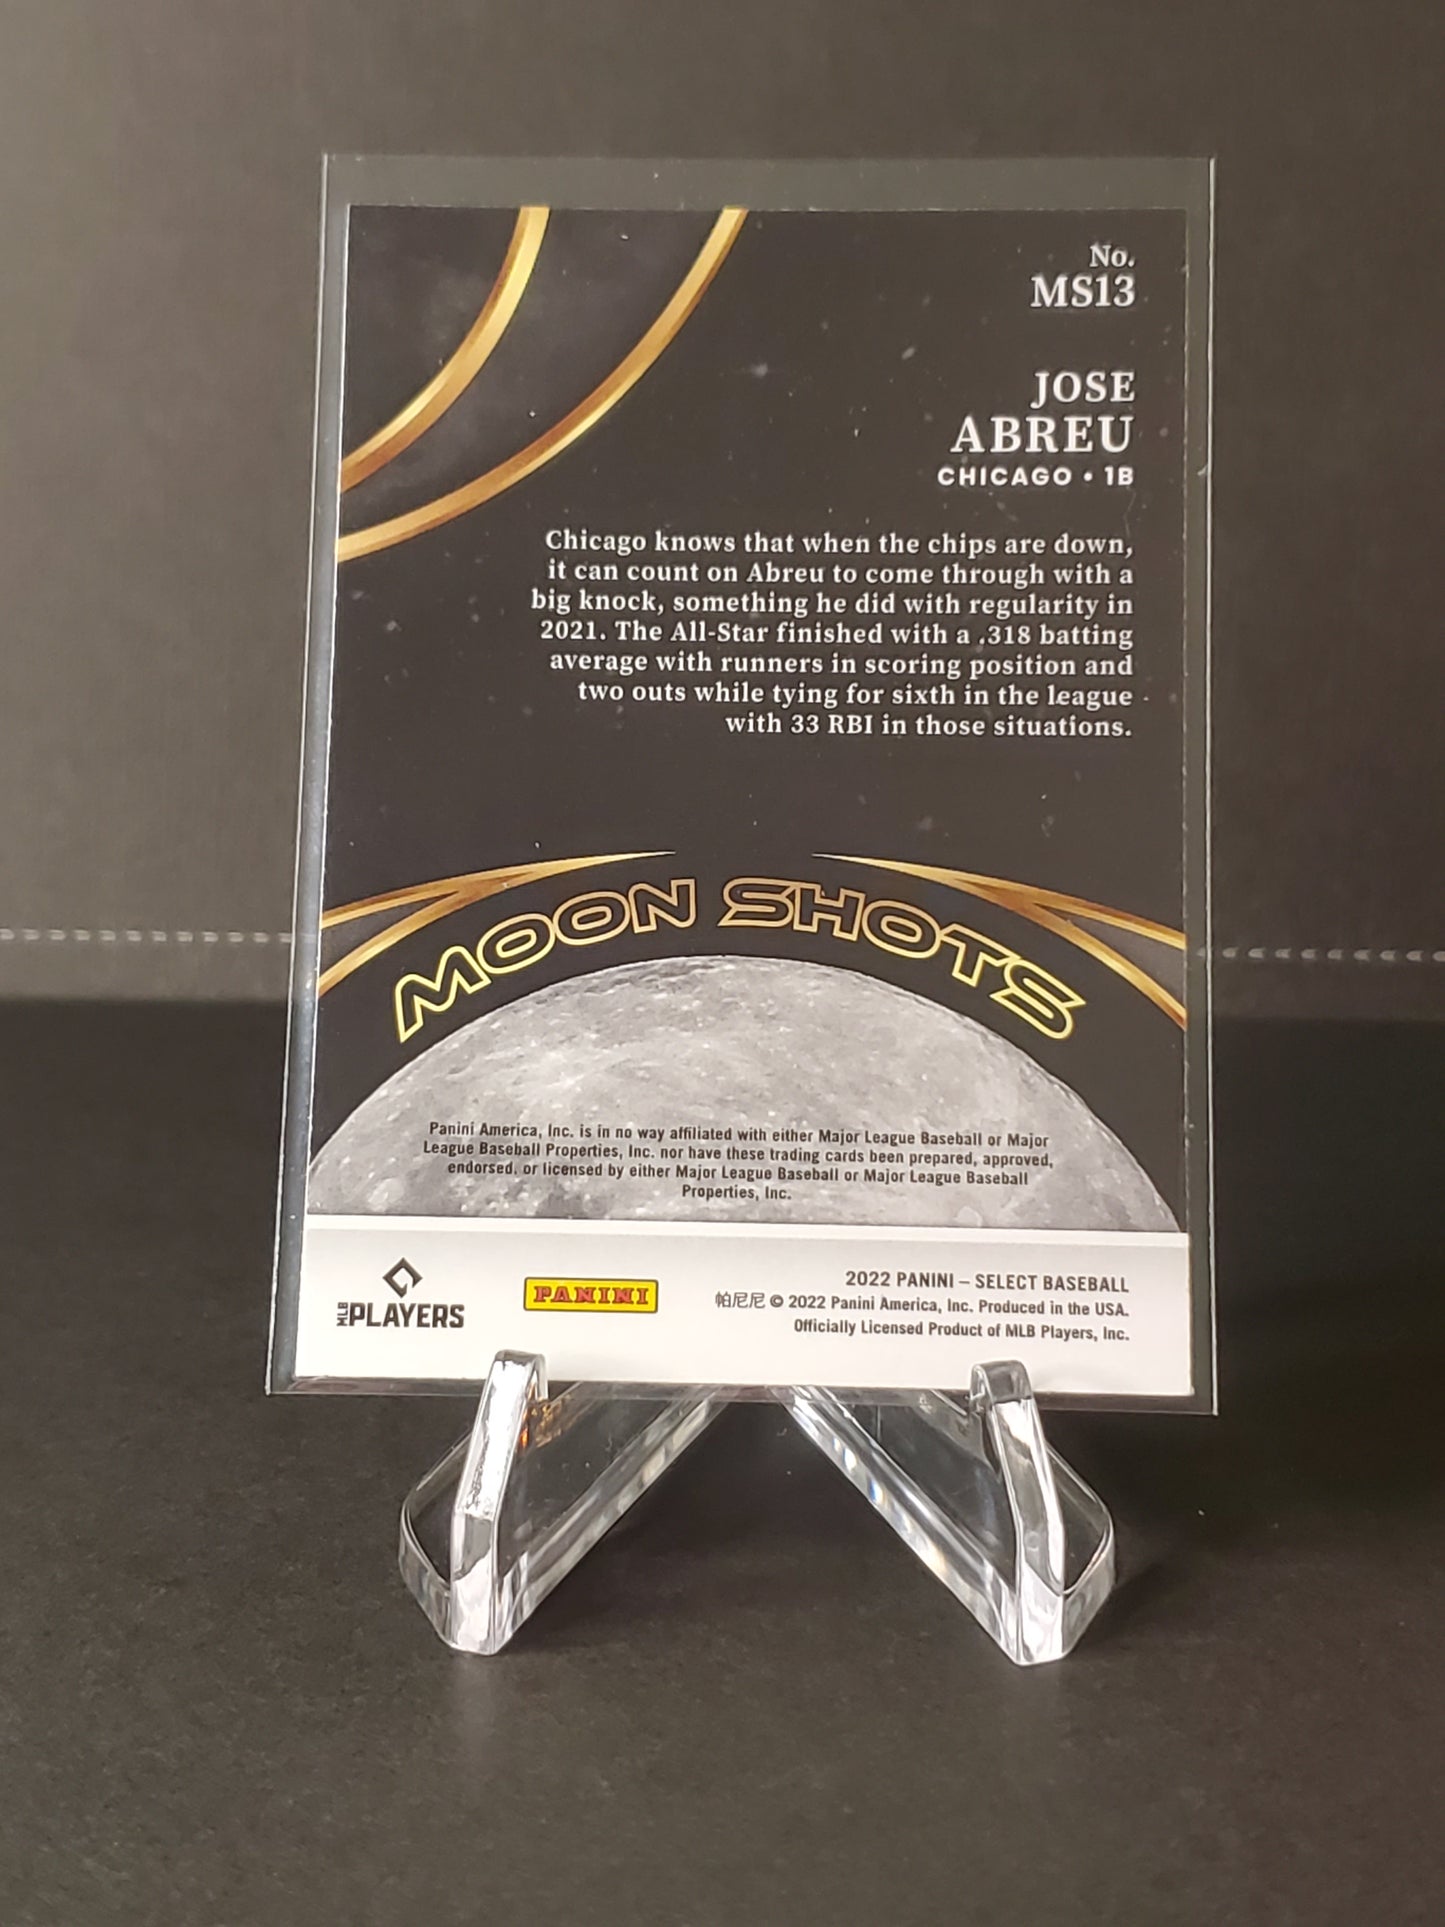 No.
MS13
JOSE
ABREU
CHICAGO • 1B
Chicago knows that when the chips are down,
it can count on Abreu to come through with a
big knock, something he did with regularity in
2021. The All-Star finished with a .318 batting
average with runners in scoring position and
two outs while tying for sixth in the league
with 33 RBI in those situations.
MOON SHOTS
Panini America, Inc. is in no way affiliated with either Major League Baseball or Major
League Baseball Properties, Inc. nor have these trading cards been prepared, approved,
endorsed, or licensed by either Major League Baseball or Major League Baseball
Properties, Inc.
MLB PLAYERS
PANINI
2022 PANINI – SELECT BASEBALL
帕尼尼 © 2022 Panini America, Inc. Produced in the USA.
Officially Licensed Product of MLB Players, Inc.